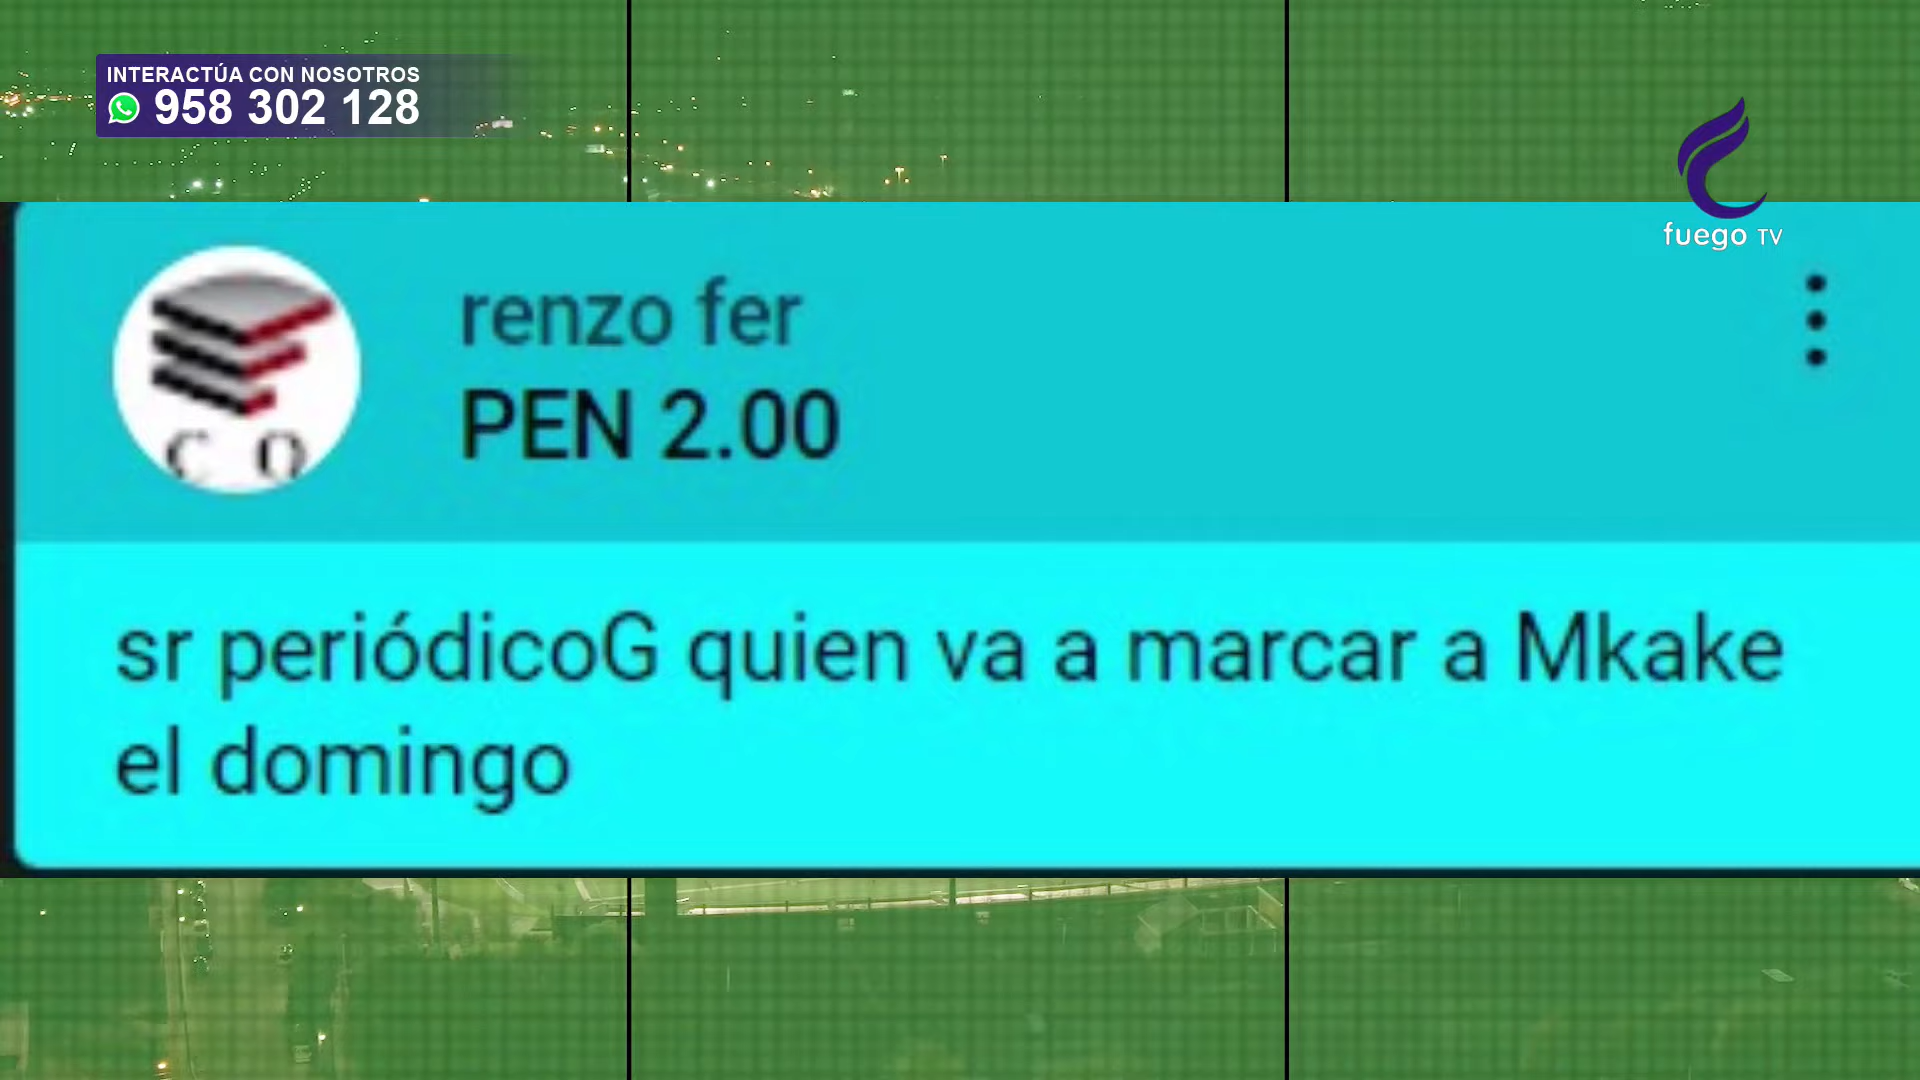 INTERACTÚA CON NOSOTROS
958 302 128
fuego TV
renzo fer
PEN 2.00
C O
sr periódicoG quien va a marcar a Mkake
el domingo